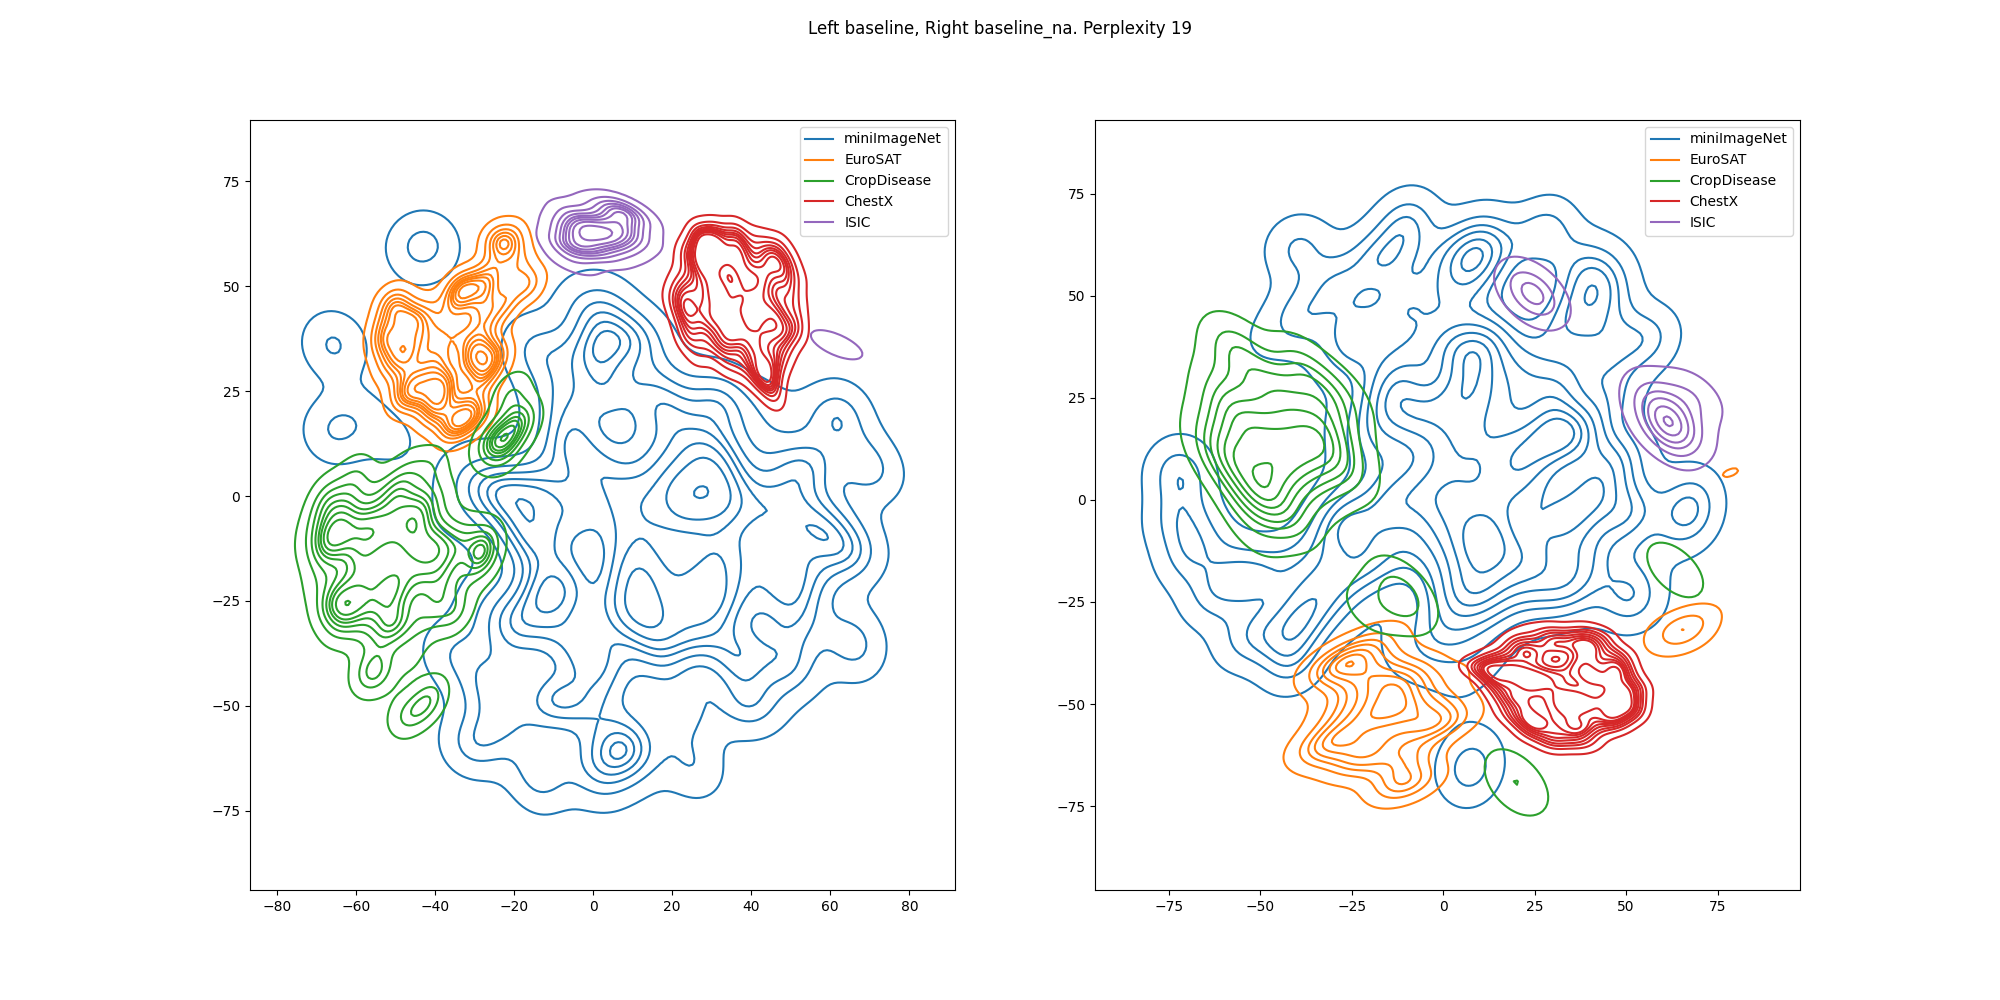 Left baseline, Right baseline_na. Perplexity 19
miniImageNet
EuroSAT
CropDisease
ChestX
ISIC
75
50
25
0
−25
−50
−75
−80 −60 −40 −20 0 20 40 60 80
miniImageNet
EuroSAT
CropDisease
ChestX
ISIC
75
50
25
0
−25
−50
−75
−75 −50 −25 0 25 50 75